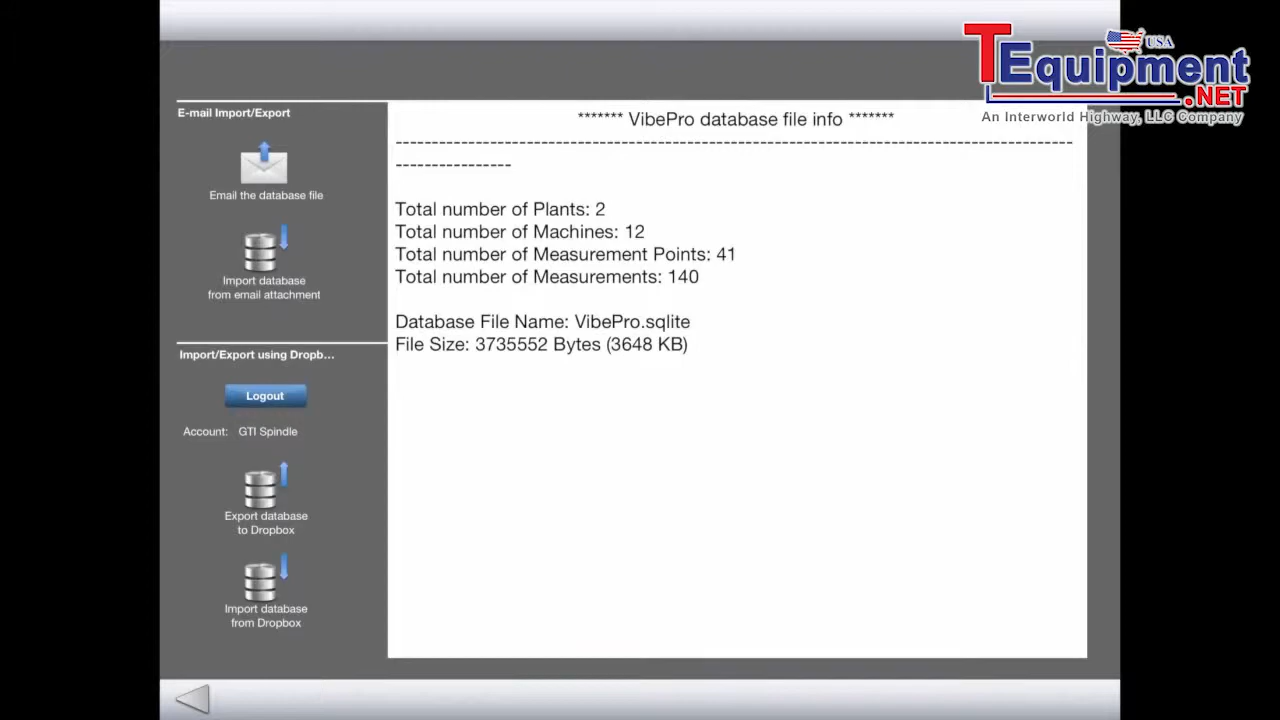 USA
TEquipment
.NET
An Interworld Highway, LLC Company
E-mail Import/Export
Email the database file
Import database
from email attachment
Import/Export using Dropb...
Logout
Account: GTI Spindle
Export database
to Dropbox
Import database
from Dropbox
******* VibePro database file info *******
-----------------------------------------------------------------------------------------
----------------
Total number of Plants: 2
Total number of Machines: 12
Total number of Measurement Points: 41
Total number of Measurements: 140
Database File Name: VibePro.sqlite
File Size: 3735552 Bytes (3648 KB)